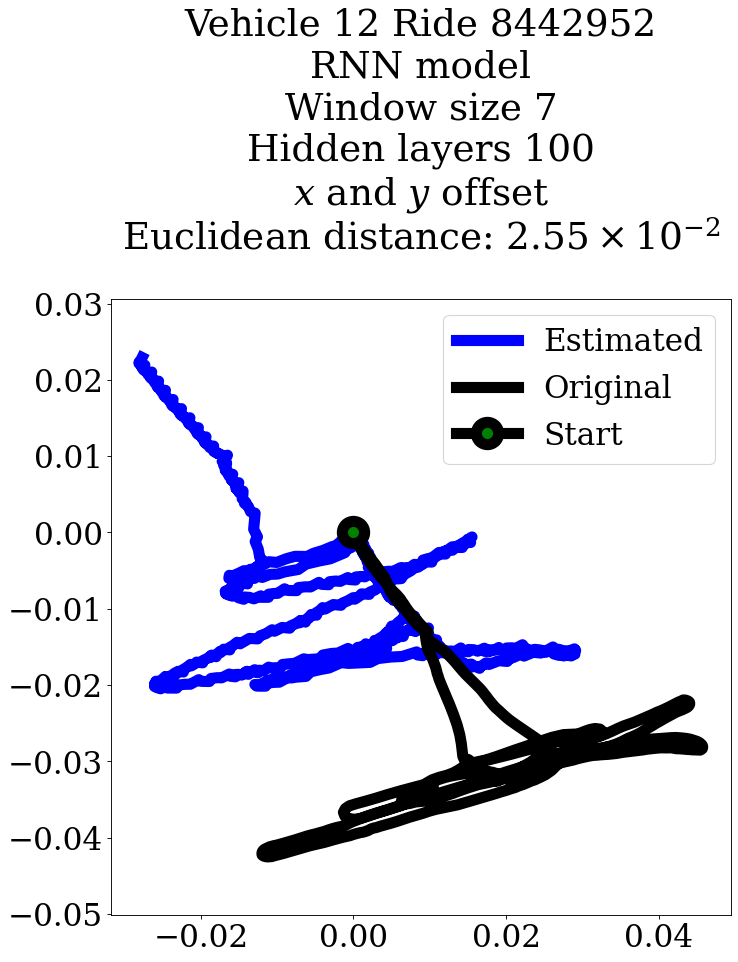 Vehicle 12 Ride 8442952
RNN model
Window size 7
Hidden layers 100
x and y offset
Euclidean distance: 2.55 × 10⁻²
Estimated
Original
Start
0.03
0.02
0.01
0.00
−0.01
−0.02
−0.03
−0.04
−0.05
−0.02 0.00 0.02 0.04